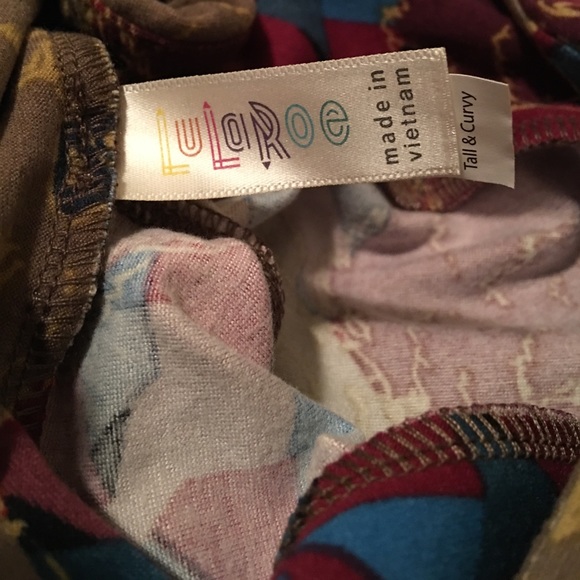 LuLaRoe
made in
vietnam
Tall & Curvy